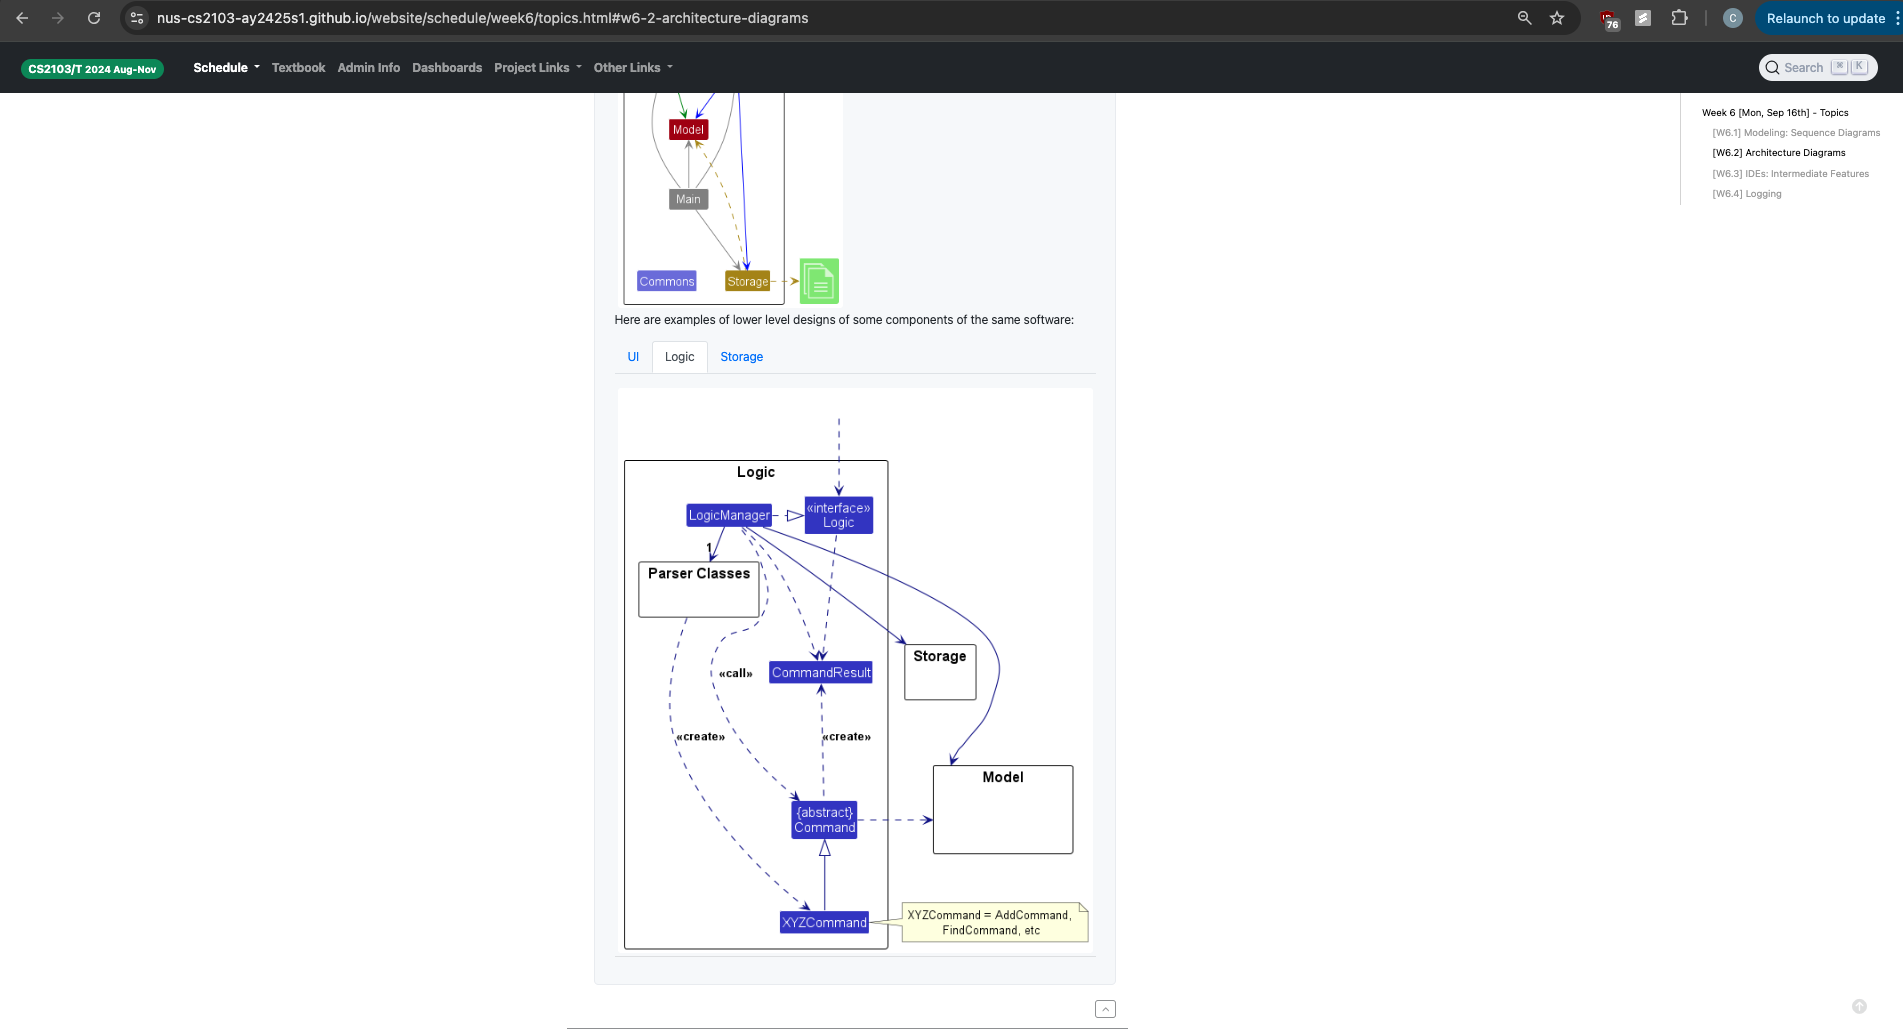 nus-cs2103-ay2425s1.github.io/website/schedule/week6/topics.html#w6-2-architecture-diagrams
76
C
Relaunch to update
CS2103/T 2024 Aug-Nov
Schedule
Textbook
Admin Info
Dashboards
Project Links
Other Links
Search ⌘ K
Week 6 [Mon, Sep 16th] - Topics
[W6.1] Modeling: Sequence Diagrams
[W6.2] Architecture Diagrams
[W6.3] IDEs: Intermediate Features
[W6.4] Logging
Model
Main
Commons
Storage
Here are examples of lower level designs of some components of the same software:
UI
Logic
Storage
Logic
LogicManager
«interface»
Logic
1
Parser Classes
Storage
«call»
CommandResult
«create»
«create»
Model
{abstract}
Command
XYZCommand
XYZCommand = AddCommand,
FindCommand, etc